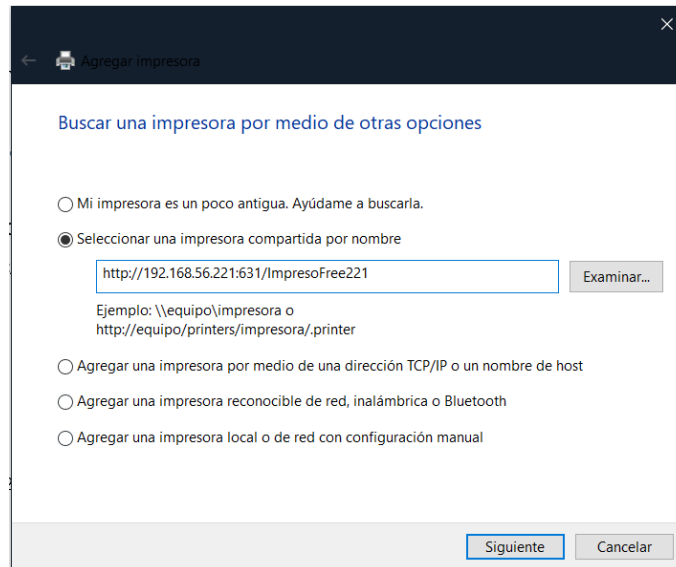 Agregar impresora
Buscar una impresora por medio de otras opciones
Mi impresora es un poco antigua. Ayúdame a buscarla.
Seleccionar una impresora compartida por nombre
http://192.168.56.221:631/ImpresoFree221
Examinar...
Ejemplo: \\equipo\impresora o
http://equipo/printers/impresora/.printer
Agregar una impresora por medio de una dirección TCP/IP o un nombre de host
Agregar una impresora reconocible de red, inalámbrica o Bluetooth
Agregar una impresora local o de red con configuración manual
Siguiente
Cancelar